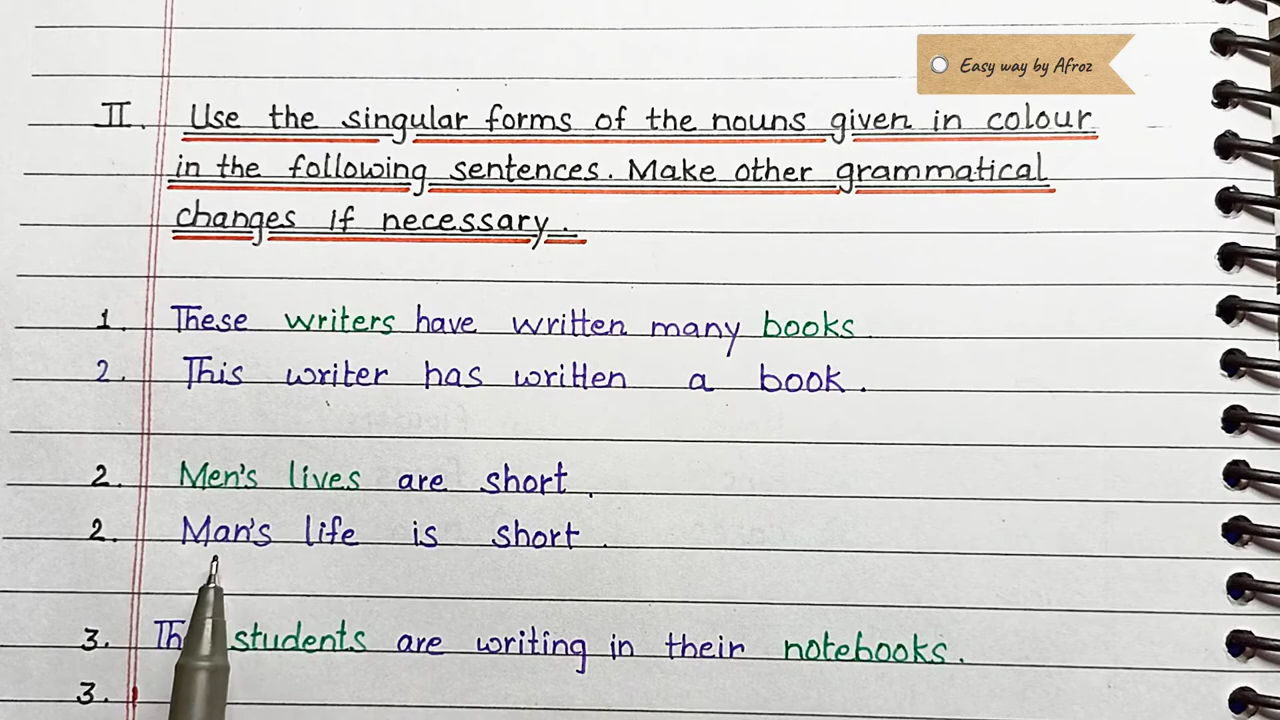 Easy way by Afroz
II. Use the singular forms of the nouns given in colour
in the following sentences. Make other grammatical
changes if necessary.
1. These writers have written many books
2. This writer has written a book.
2. Men's lives are short.
2. Man's life is short.
3. students are writing in their notebooks.
3.